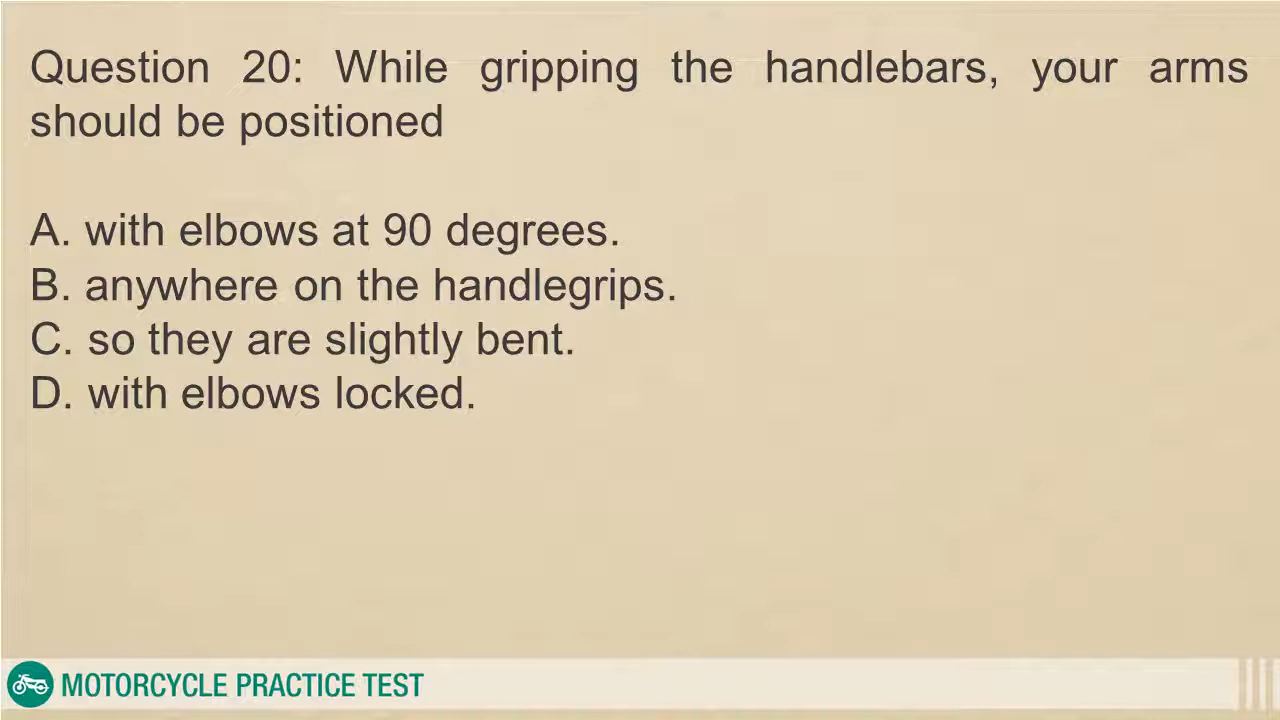 Question 20: While gripping the handlebars, your arms
should be positioned
A. with elbows at 90 degrees.
B. anywhere on the handlegrips.
C. so they are slightly bent.
D. with elbows locked.
MOTORCYCLE PRACTICE TEST